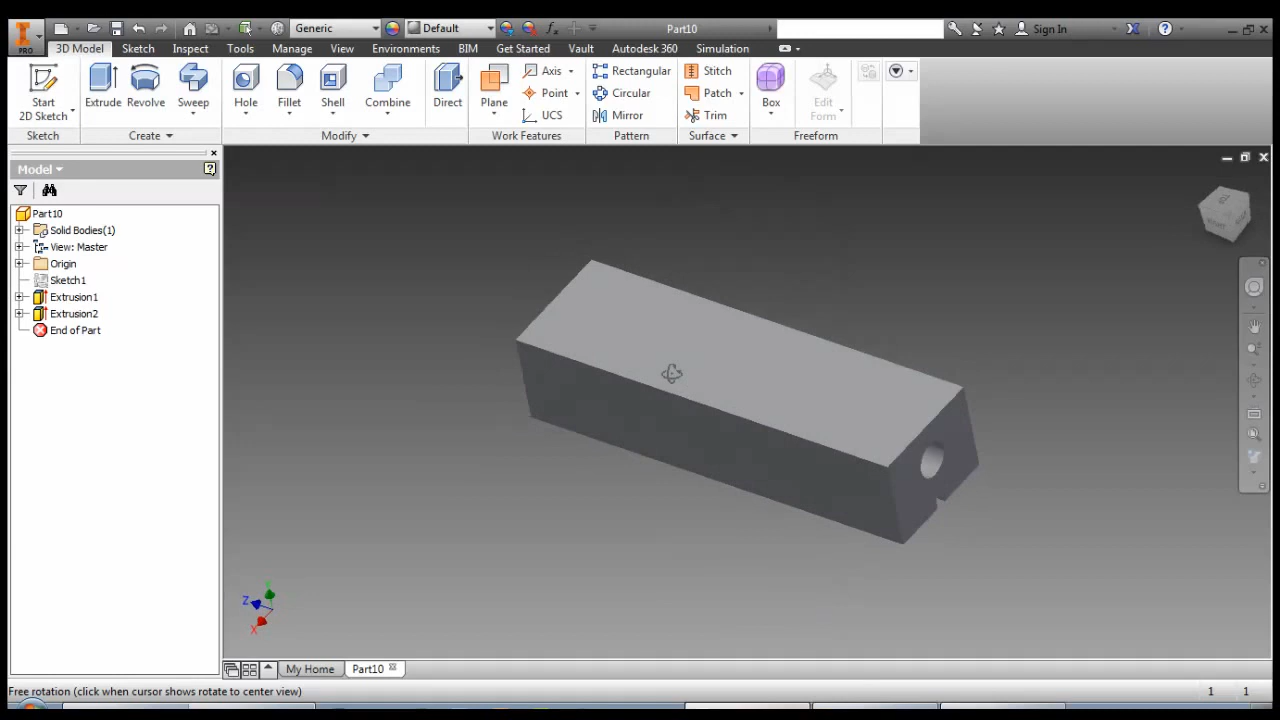 Generic
Default
Part10
Sign In
PRO
3D Model Sketch Inspect Tools Manage View Environments BIM Get Started Vault Autodesk 360 Simulation
Start
2D Sketch
Extrude
Revolve
Sweep
Hole
Fillet
Shell
Combine
Direct
Plane
Axis
Point
UCS
Rectangular
Circular
Mirror
Stitch
Patch
Trim
Box
Edit
Form
Sketch
Create
Modify
Work Features
Pattern
Surface
Freeform
Model
Part10
Solid Bodies(1)
View: Master
Origin
Sketch1
Extrusion1
Extrusion2
End of Part
Z
X
My Home
Part10
Free rotation (click when cursor shows rotate to center view)
1 1